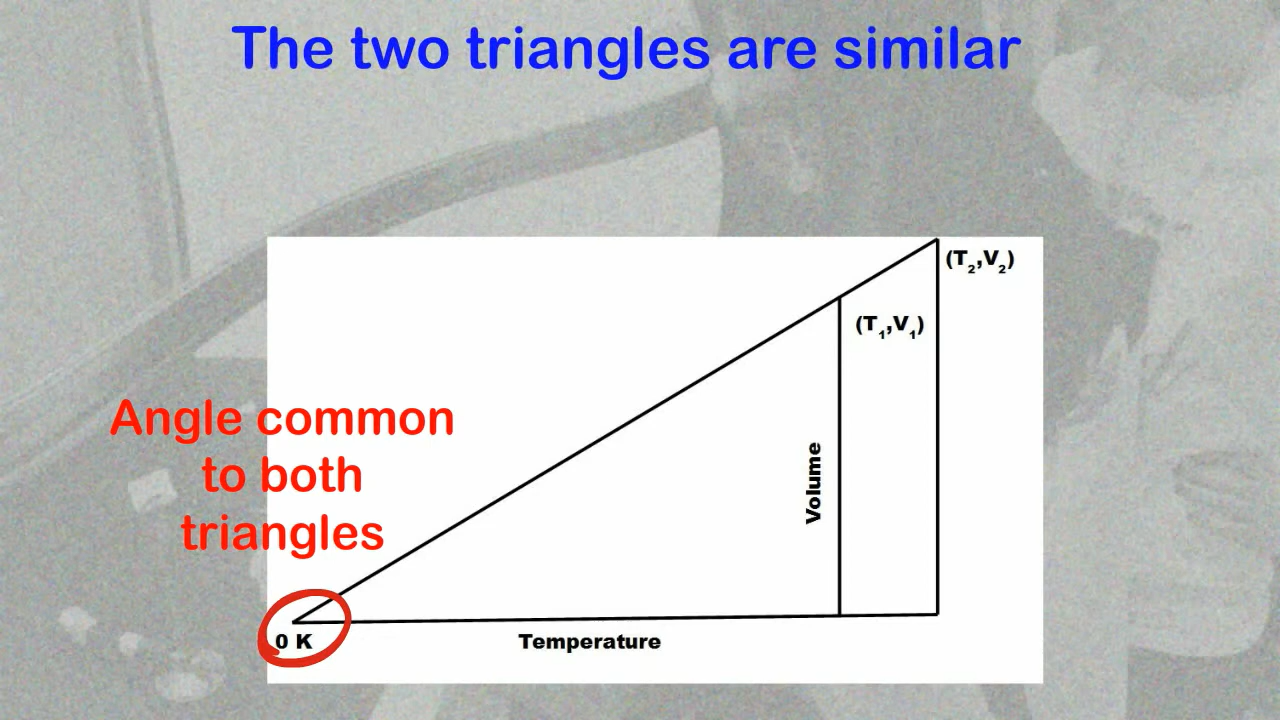 The two triangles are similar
(T₂,V₂)
(T₁,V₁)
Angle common
to both
triangles
Volume
0 K
Temperature